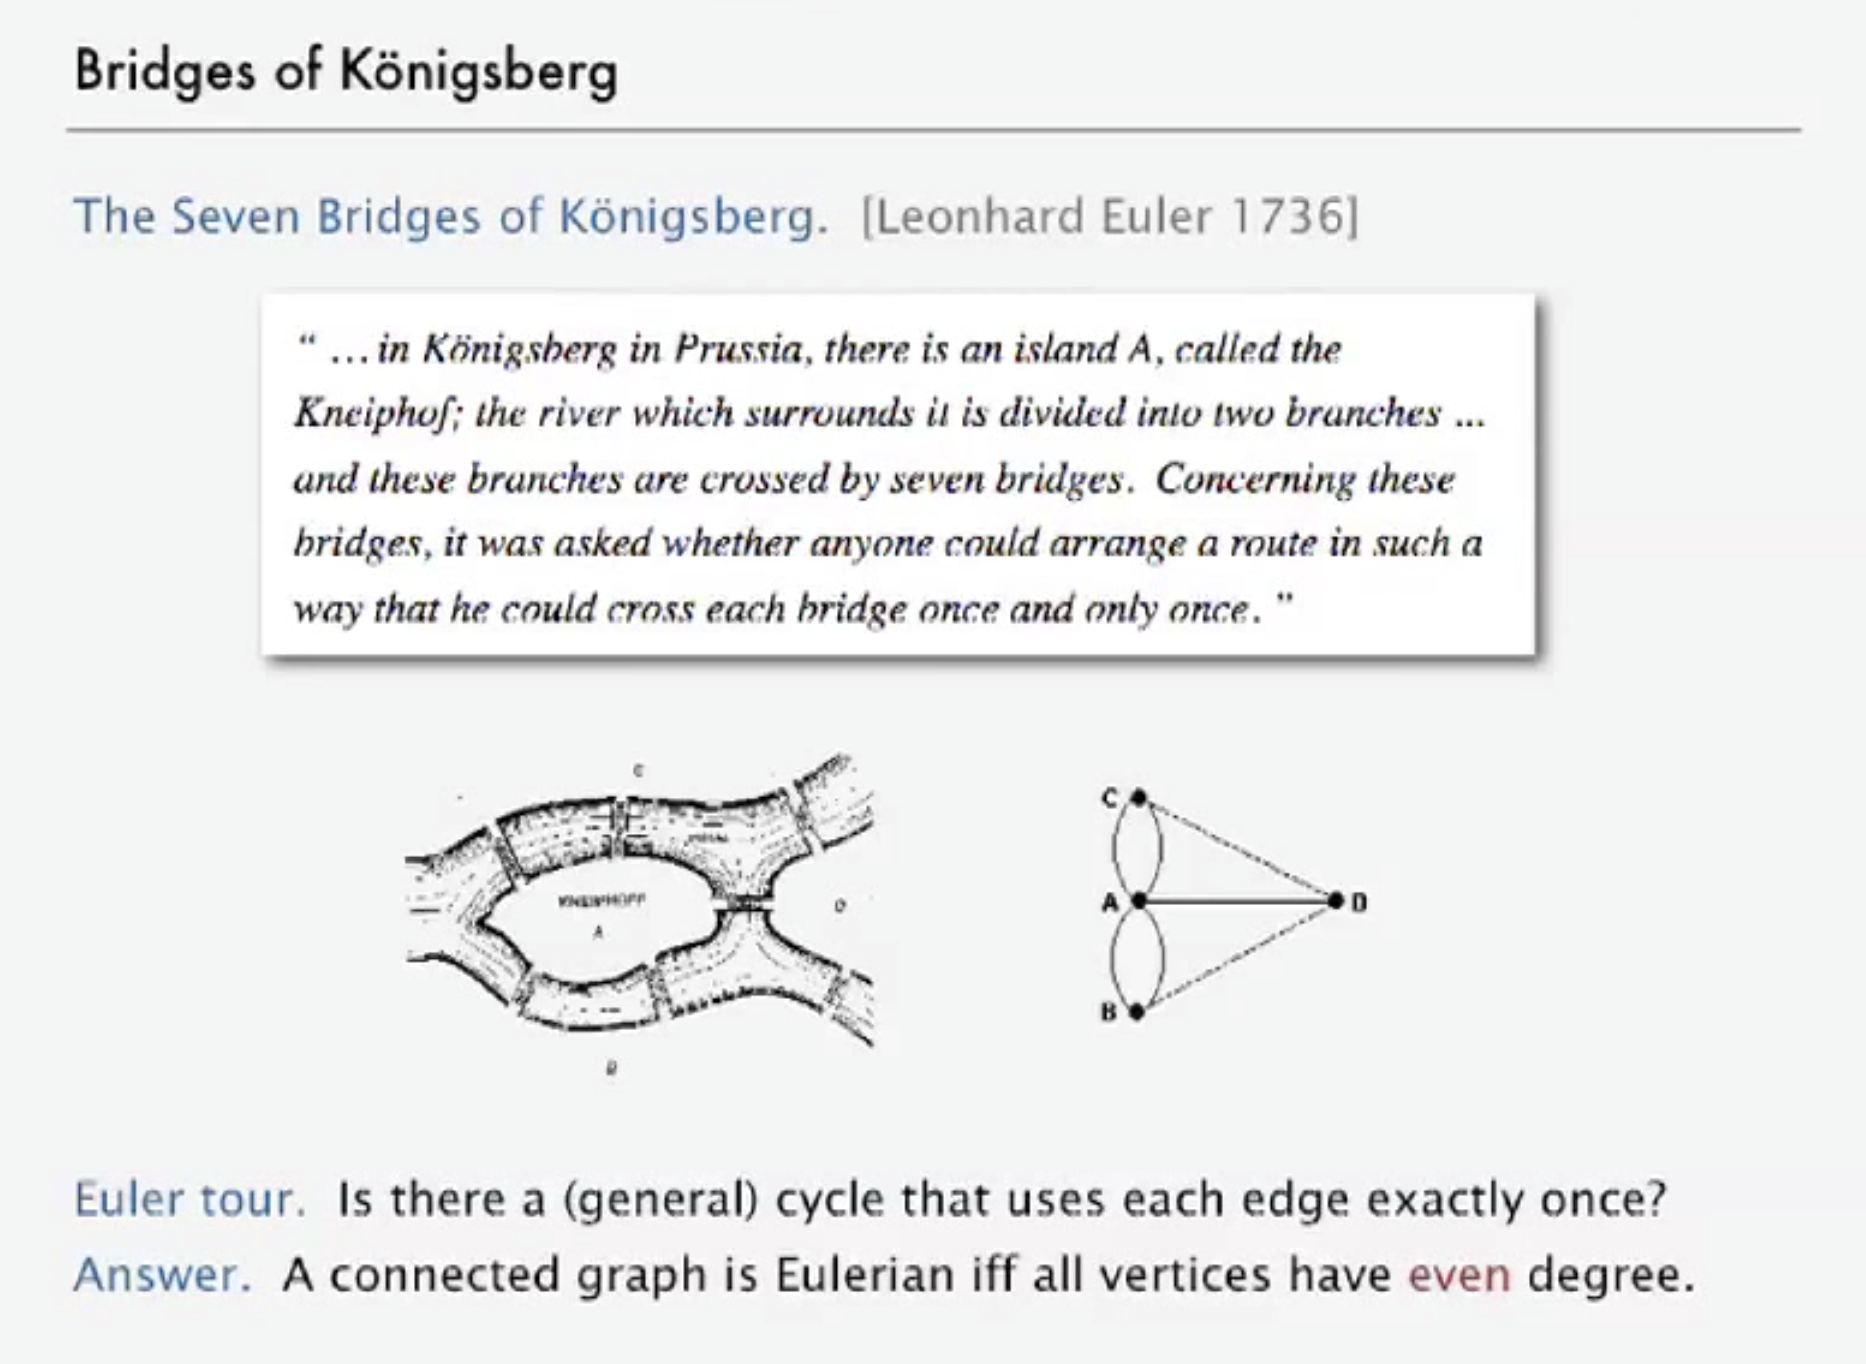 Bridges of Königsberg
The Seven Bridges of Königsberg. [Leonhard Euler 1736]
“ ... in Königsberg in Prussia, there is an island A, called the
Kneiphof; the river which surrounds it is divided into two branches ...
and these branches are crossed by seven bridges. Concerning these
bridges, it was asked whether anyone could arrange a route in such a
way that he could cross each bridge once and only once. ”
C
KNEIPHOFF
A
D
B
C
A
D
B
Euler tour. Is there a (general) cycle that uses each edge exactly once?
Answer. A connected graph is Eulerian iff all vertices have even degree.